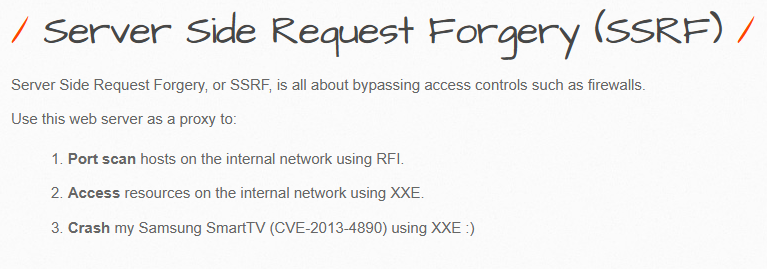 / Server Side Request Forgery (SSRF) /
Server Side Request Forgery, or SSRF, is all about bypassing access controls such as firewalls.
Use this web server as a proxy to:
1. Port scan hosts on the internal network using RFI.
2. Access resources on the internal network using XXE.
3. Crash my Samsung SmartTV (CVE-2013-4890) using XXE :)